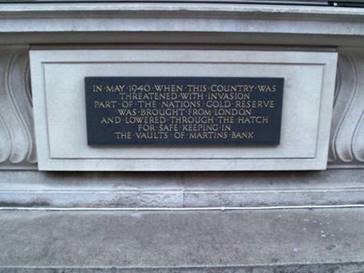 IN·MAY·1940·WHEN·THIS·COUNTRY·WAS
THREATENED·WITH·INVASION
PART·OF·THE·NATIONS·GOLD·RESERVE
WAS·BROUGHT·FROM·LONDON
AND·LOWERED·THROUGH·THE·HATCH
FOR·SAFE·KEEPING·IN
THE·VAULTS·OF·MARTINS·BANK